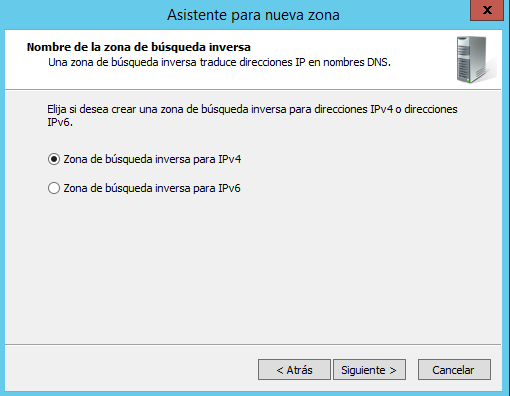 Asistente para nueva zona
x
Nombre de la zona de búsqueda inversa
Una zona de búsqueda inversa traduce direcciones IP en nombres DNS.
Elija si desea crear una zona de búsqueda inversa para direcciones IPv4 o direcciones
IPv6.
Zona de búsqueda inversa para IPv4
Zona de búsqueda inversa para IPv6
< Atrás Siguiente > Cancelar